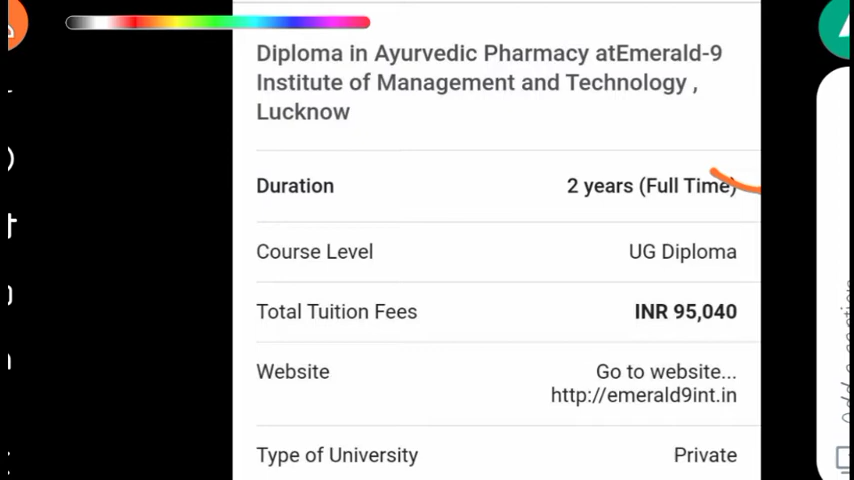 Diploma in Ayurvedic Pharmacy atEmerald-9
Institute of Management and Technology ,
Lucknow
Duration 2 years (Full Time)
Course Level UG Diploma
Total Tuition Fees INR 95,040
Website Go to website...
http://emerald9int.in
Type of University Private